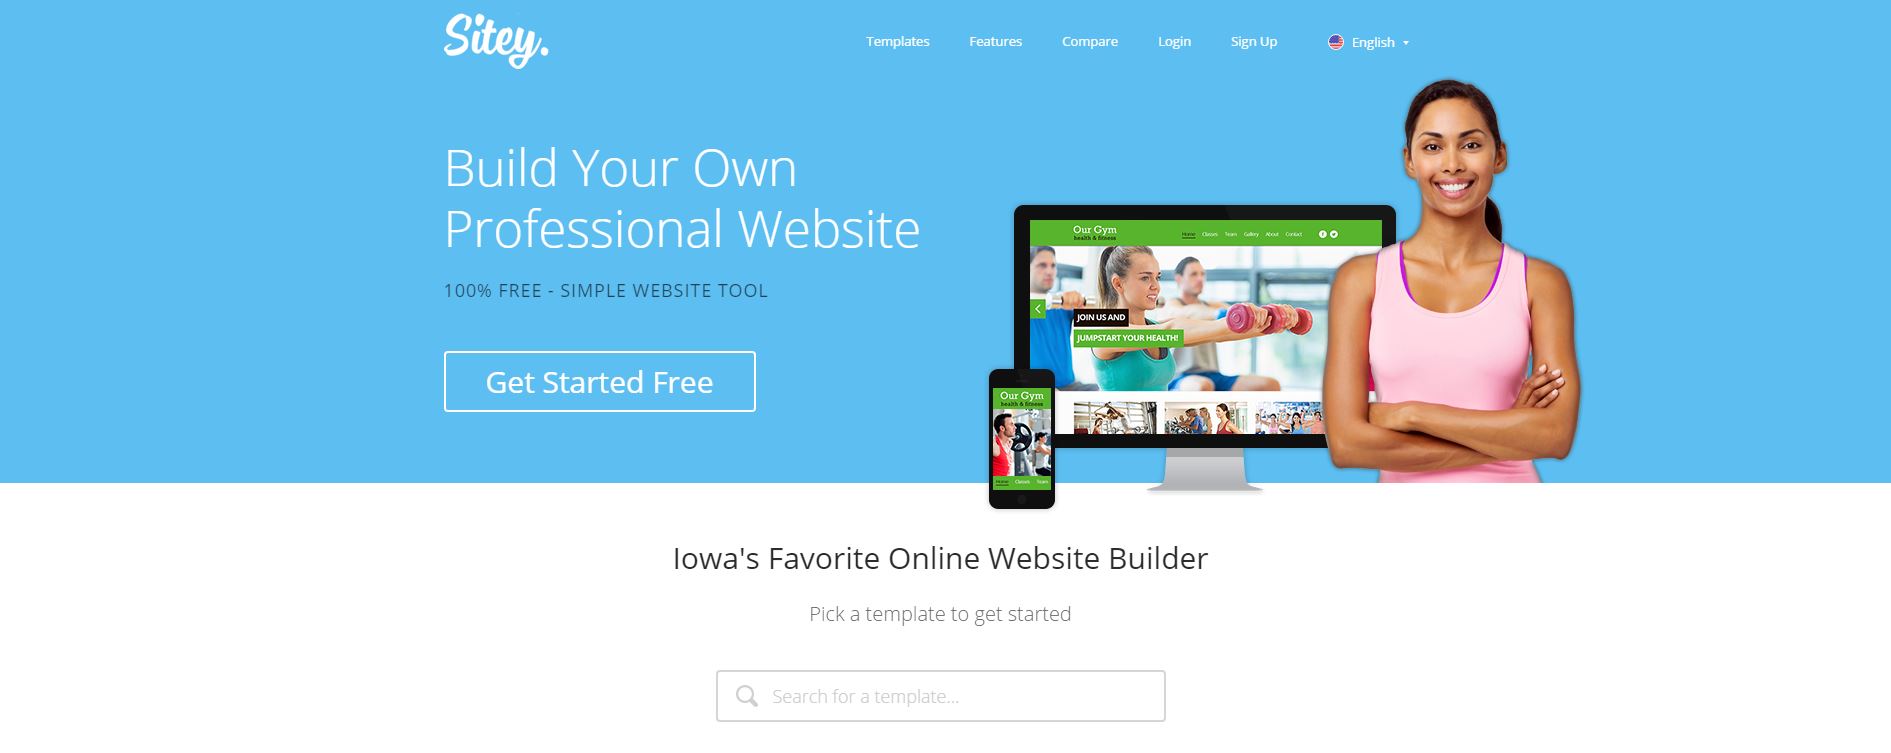 Sitey.
Templates Features Compare Login Sign Up English
Build Your Own
Professional Website
100% FREE - SIMPLE WEBSITE TOOL
Get Started Free
Our Gym
health & fitness
Home Classes Team Gallery About Contact
JOIN US AND
JUMPSTART YOUR HEALTH!
Our Gym
health & fitness
Home Classes Team
Iowa's Favorite Online Website Builder
Pick a template to get started
Search for a template...